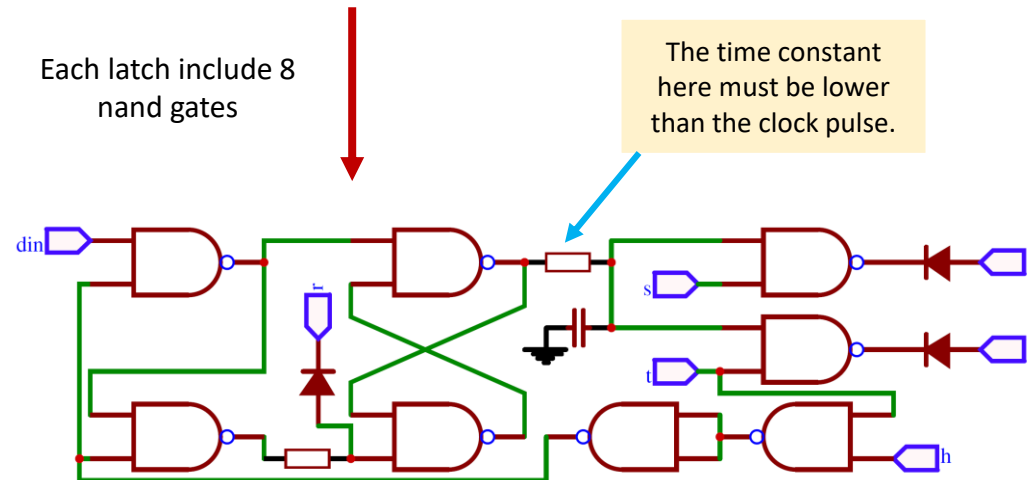 Each latch include 8
nand gates
The time constant
here must be lower
than the clock pulse.
din
r
s
t
h